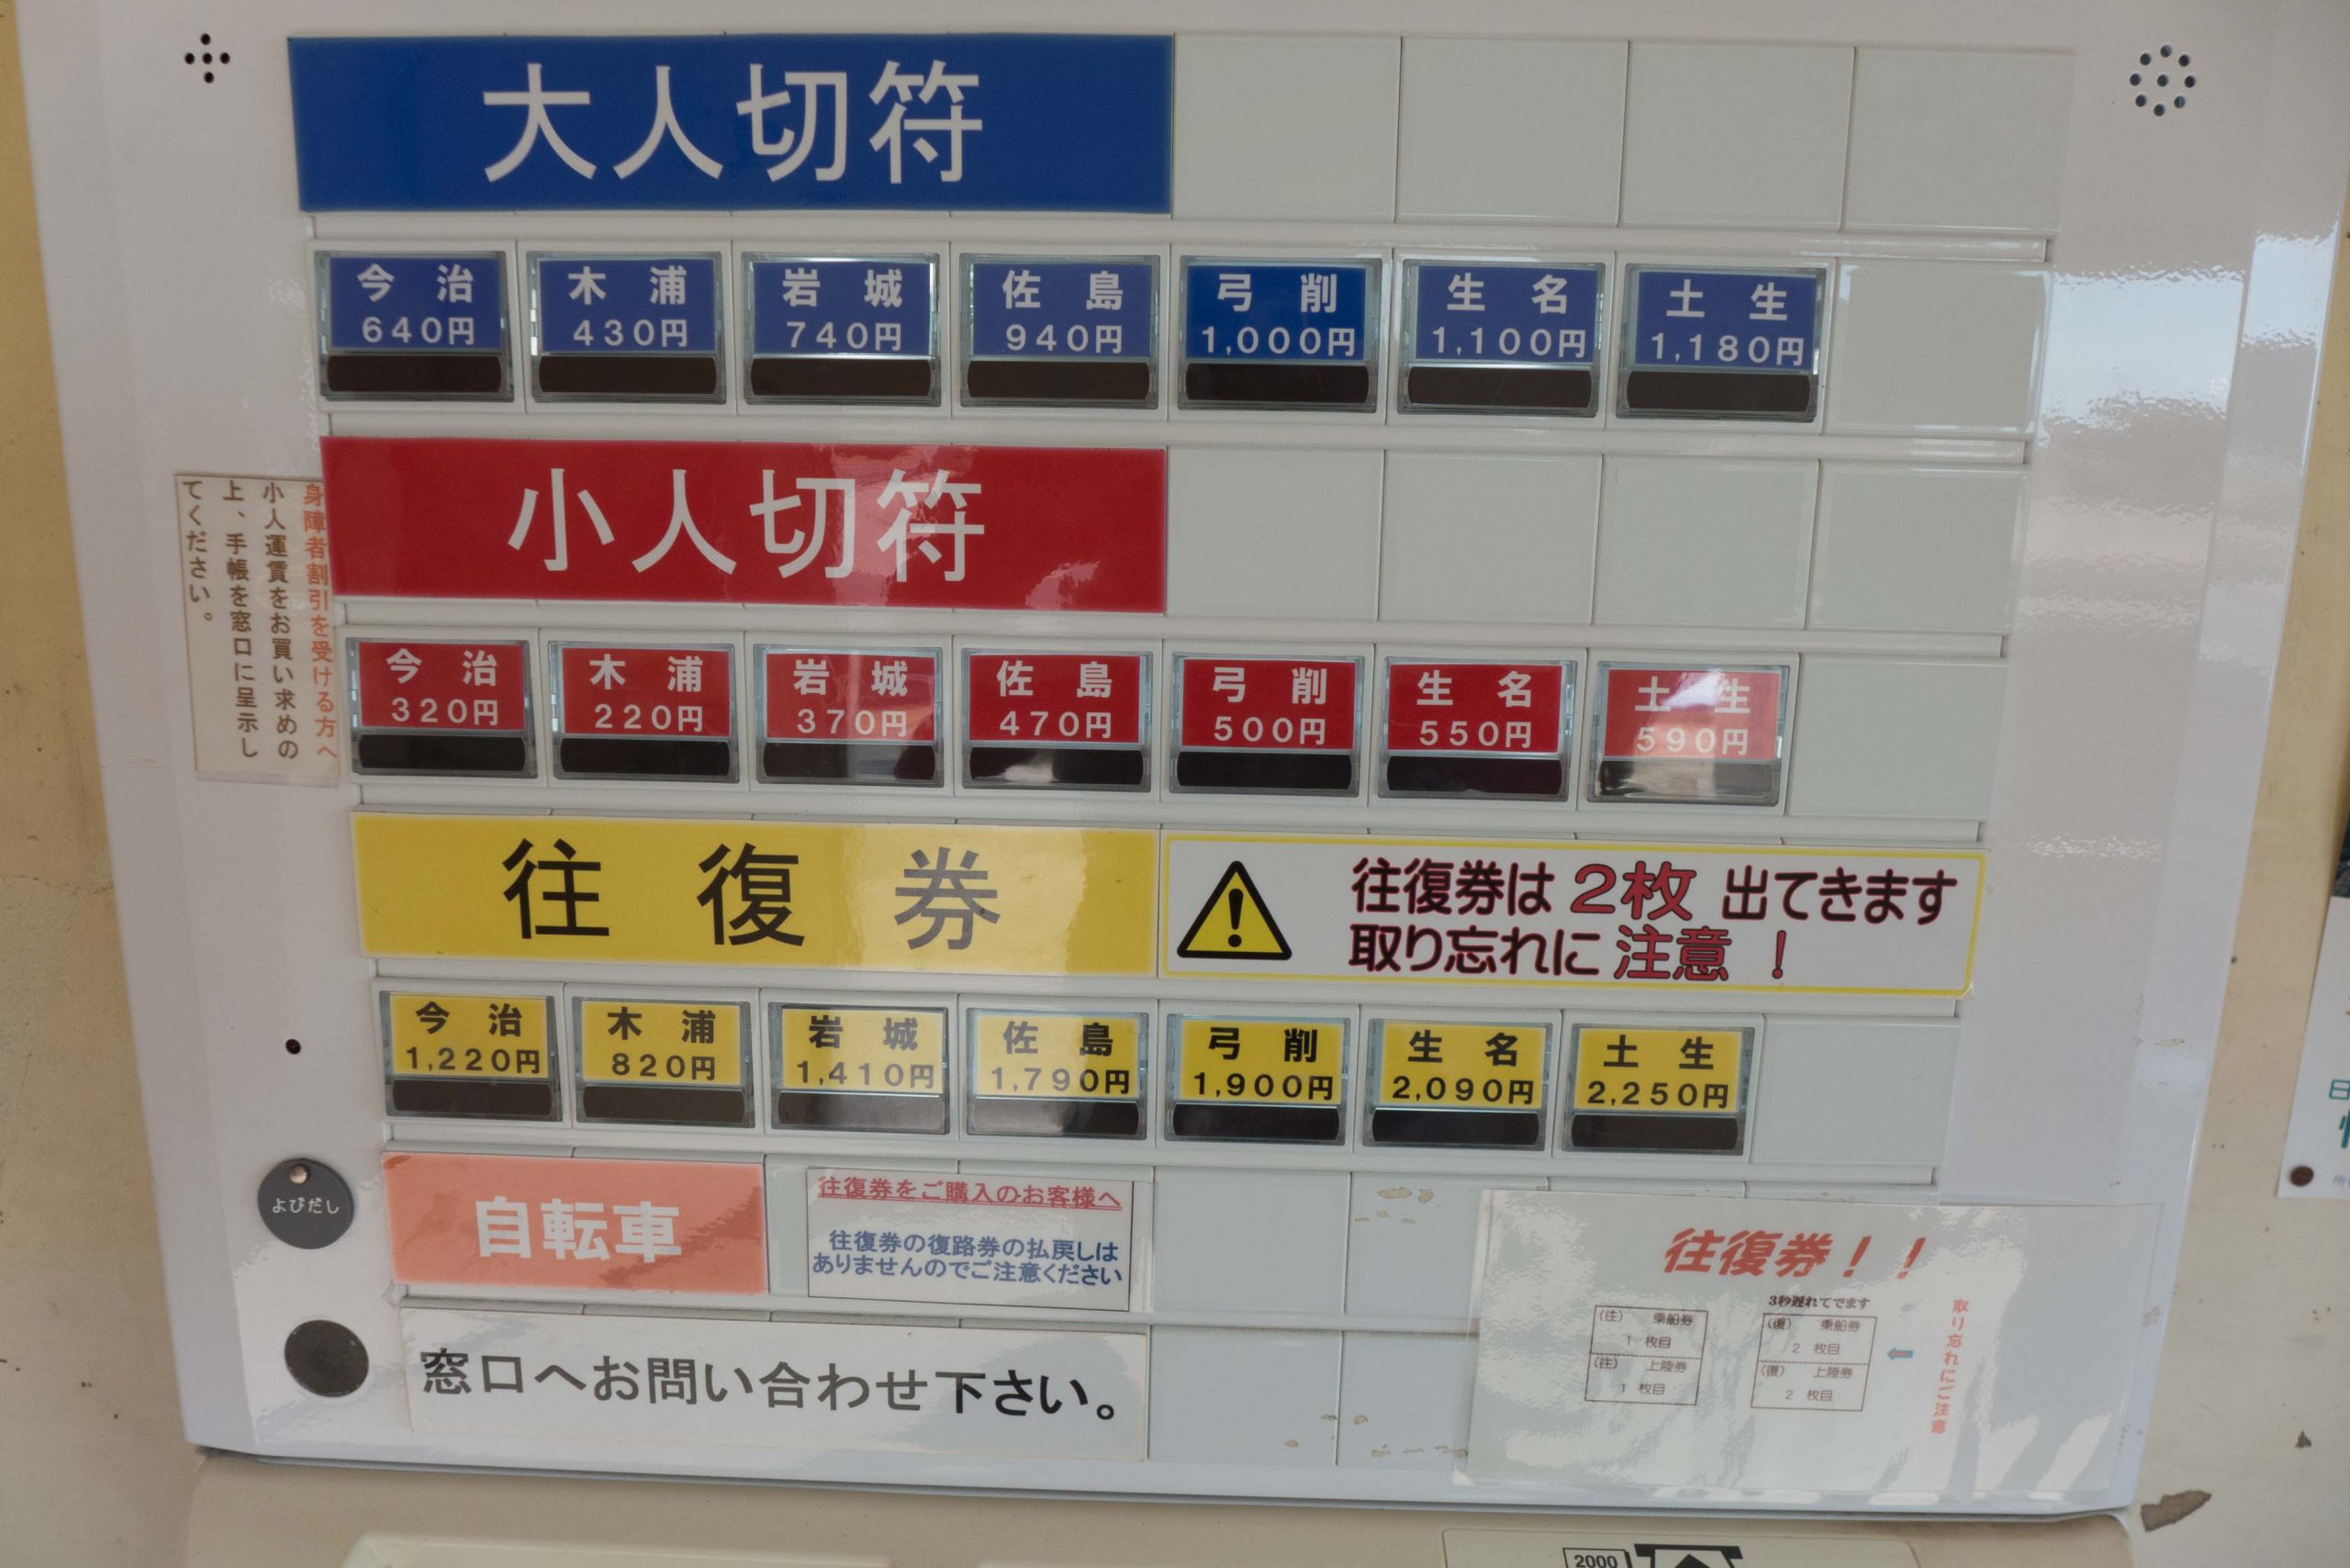 大人切符
今治 木浦 岩城 佐島 弓削 生名 土生
640円 430円 740円 940円 1,000円 1,100円 1,180円
身障者割引を受ける方へ
小人運賃をお買い求めの
上、手帳を窓口に呈示し
てください。
小人切符
今治 木浦 岩城 佐島 弓削 生名 土生
320円 220円 370円 470円 500円 550円 590円
往復券
往復券は2枚出てきます
取り忘れに注意！
今治 木浦 岩城 佐島 弓削 生名 土生
1,220円 820円 1,410円 1,790円 1,900円 2,090円 2,250円
よびだし
自転車
往復券をご購入のお客様へ
往復券の復路券の払戻しは
ありませんのでご注意ください
窓口へお問い合わせ下さい。
往復券！！
3秒遅れてでます
(往) 乗船券
1 枚目
(往) 上陸券
1 枚目
(復) 乗船券
2 枚目
(復) 上陸券
2 枚目
取り忘れにご注意
2000